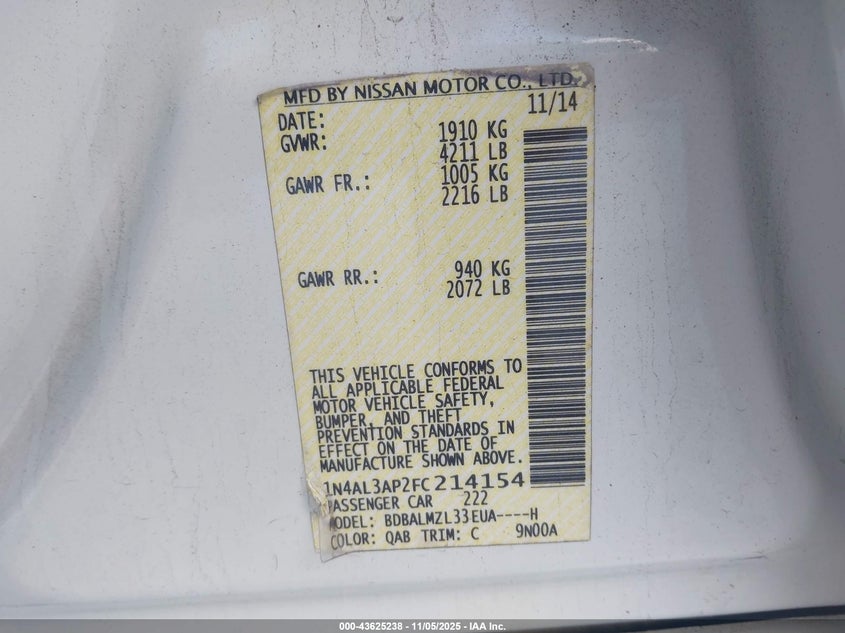 MFD BY NISSAN MOTOR CO., LTD.
DATE: 11/14
GVWR: 1910 KG
4211 LB
GAWR FR.: 1005 KG
2216 LB
GAWR RR.: 940 KG
2072 LB
THIS VEHICLE CONFORMS TO
ALL APPLICABLE FEDERAL
MOTOR VEHICLE SAFETY,
BUMPER, AND THEFT
PREVENTION STANDARDS IN
EFFECT ON THE DATE OF
MANUFACTURE SHOWN ABOVE.
1N4AL3AP2FC214154
PASSENGER CAR 222
MODEL: BDBALMZL33EUA----H
COLOR: QAB TRIM: C 9N00A
000-43625238 - 11/05/2025 - IAA Inc.